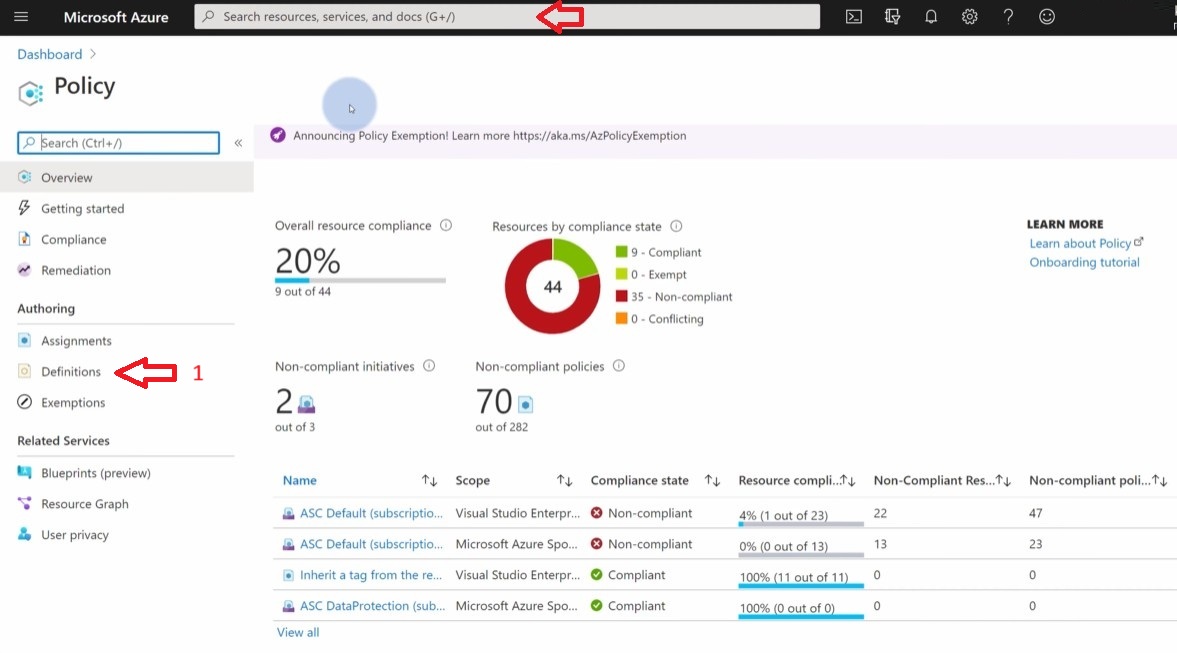 Microsoft Azure
Search resources, services, and docs (G+/)
Dashboard
Policy
Search (Ctrl+/)
Announcing Policy Exemption! Learn more https://aka.ms/AzPolicyExemption
Overview
Getting started
Compliance
Remediation
Authoring
Assignments
Definitions 1
Exemptions
Related Services
Blueprints (preview)
Resource Graph
User privacy
Overall resource compliance
20%
9 out of 44
Resources by compliance state
44
9 - Compliant
0 - Exempt
35 - Non-compliant
0 - Conflicting
LEARN MORE
Learn about Policy
Onboarding tutorial
Non-compliant initiatives
2
out of 3
Non-compliant policies
70
out of 282
Name Scope Compliance state Resource compli... Non-Compliant Res... Non-compliant poli...
ASC Default (subscriptio... Visual Studio Enterpr... Non-compliant 4% (1 out of 23) 22 47
ASC Default (subscriptio... Microsoft Azure Spo... Non-compliant 0% (0 out of 13) 13 23
Inherit a tag from the re... Visual Studio Enterpr... Compliant 100% (11 out of 11) 0 0
ASC DataProtection (sub... Microsoft Azure Spo... Compliant 100% (0 out of 0) 0 0
View all